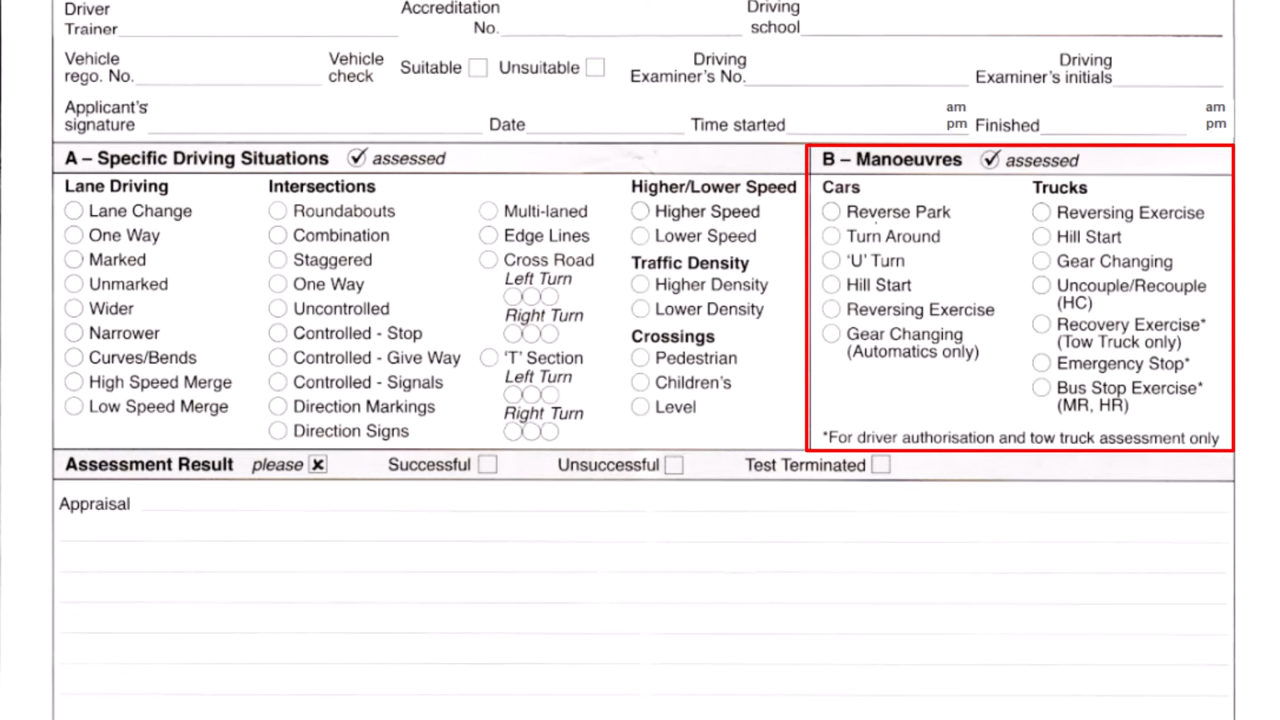 Driver Trainer Accreditation No. Driving school
Vehicle rego. No. Vehicle check Suitable Unsuitable Driving Examiner's No. Driving Examiner's initials
Applicant's signature Date Time started am pm Finished am pm
A – Specific Driving Situations assessed
Lane Driving
Lane Change
One Way
Marked
Unmarked
Wider
Narrower
Curves/Bends
High Speed Merge
Low Speed Merge
Intersections
Roundabouts
Combination
Staggered
One Way
Uncontrolled
Controlled - Stop
Controlled - Give Way
Controlled - Signals
Direction Markings
Direction Signs
Multi-laned
Edge Lines
Cross Road
Left Turn
Right Turn
'T' Section
Left Turn
Right Turn
Higher/Lower Speed
Higher Speed
Lower Speed
Traffic Density
Higher Density
Lower Density
Crossings
Pedestrian
Children's
Level
B – Manoeuvres assessed
Cars
Reverse Park
Turn Around
'U' Turn
Hill Start
Reversing Exercise
Gear Changing
(Automatics only)
Trucks
Reversing Exercise
Hill Start
Gear Changing
Uncouple/Recouple
(HC)
Recovery Exercise*
(Tow Truck only)
Emergency Stop*
Bus Stop Exercise*
(MR, HR)
*For driver authorisation and tow truck assessment only
Assessment Result please x Successful Unsuccessful Test Terminated
Appraisal